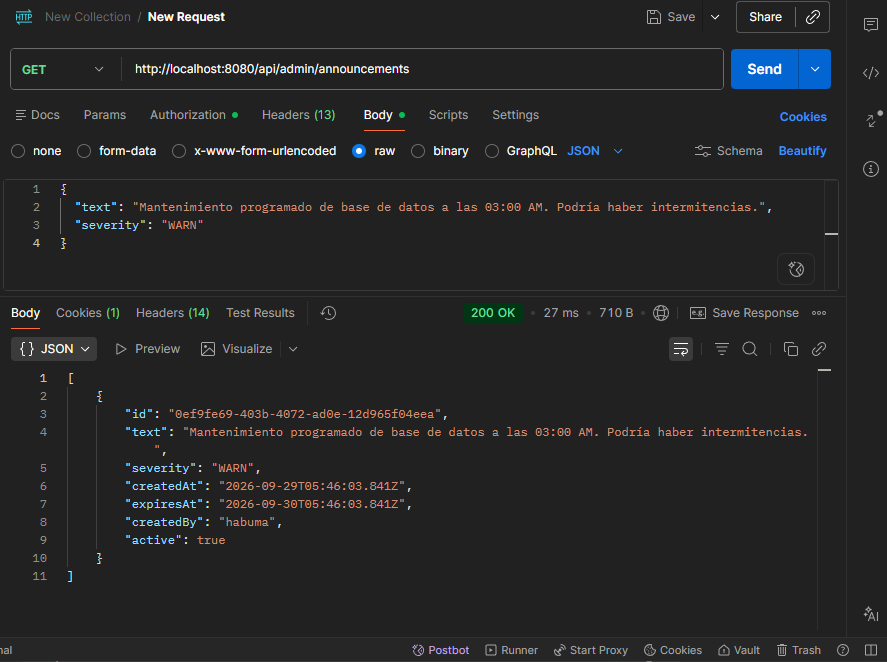 HTTP New Collection / New Request Save Share
GET http://localhost:8080/api/admin/announcements Send
Docs Params Authorization Headers (13) Body Scripts Settings Cookies
none form-data x-www-form-urlencoded raw binary GraphQL JSON Schema Beautify
1 {
2 "text": "Mantenimiento programado de base de datos a las 03:00 AM. Podría haber intermitencias.",
3 "severity": "WARN"
4 }
Body Cookies (1) Headers (14) Test Results 200 OK • 27 ms • 710 B e.g. Save Response
{} JSON Preview Visualize
1 [
2 {
3 "id": "0ef9fe69-403b-4072-ad0e-12d965f04eea",
4 "text": "Mantenimiento programado de base de datos a las 03:00 AM. Podría haber intermitencias.
",
5 "severity": "WARN",
6 "createdAt": "2026-09-29T05:46:03.841Z",
7 "expiresAt": "2026-09-30T05:46:03.841Z",
8 "createdBy": "habuma",
9 "active": true
10 }
11 ]
AI
nal Postbot Runner Start Proxy Cookies Vault Trash